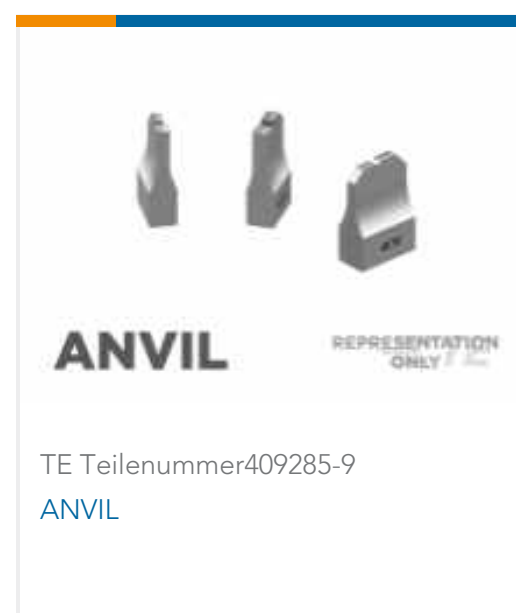 ANVIL
REPRESENTATION
ONLY
TE Teilenummer409285-9
ANVIL